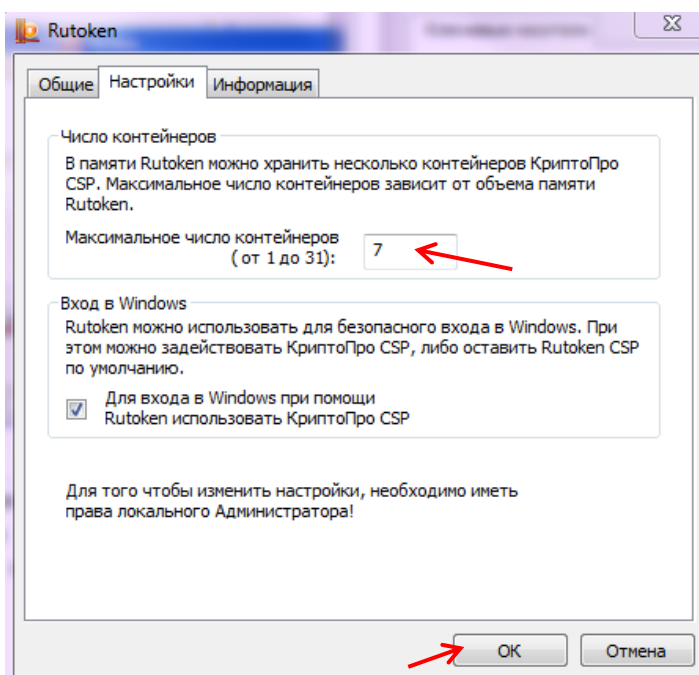 Rutoken
Общие Настройки Информация
Число контейнеров
В памяти Rutoken можно хранить несколько контейнеров КриптоПро
CSP. Максимальное число контейнеров зависит от объема памяти
Rutoken.
Максимальное число контейнеров
( от 1 до 31): 7
Вход в Windows
Rutoken можно использовать для безопасного входа в Windows. При
этом можно задействовать КриптоПро CSP, либо оставить Rutoken CSP
по умолчанию.
Для входа в Windows при помощи
Rutoken использовать КриптоПро CSP
Для того чтобы изменить настройки, необходимо иметь
права локального Администратора!
ОК Отмена